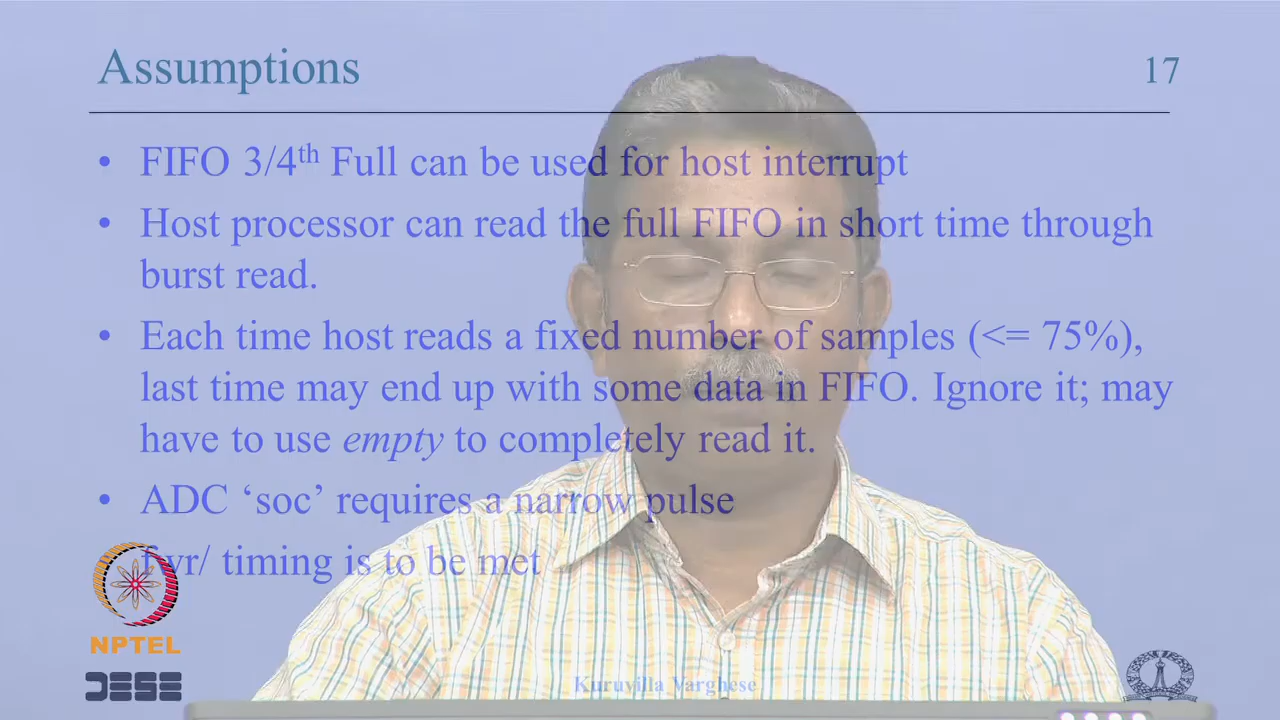 Assumptions
17
• FIFO 3/4th Full can be used for host interrupt
• Host processor can read the full FIFO in short time through
burst read.
• Each time host reads a fixed number of samples (<= 75%),
last time may end up with some data in FIFO. Ignore it; may
have to use empty to completely read it.
• ADC ‘soc’ requires a narrow pulse
timing is to be met
NPTEL
DESE
Kuruvilla Varghese